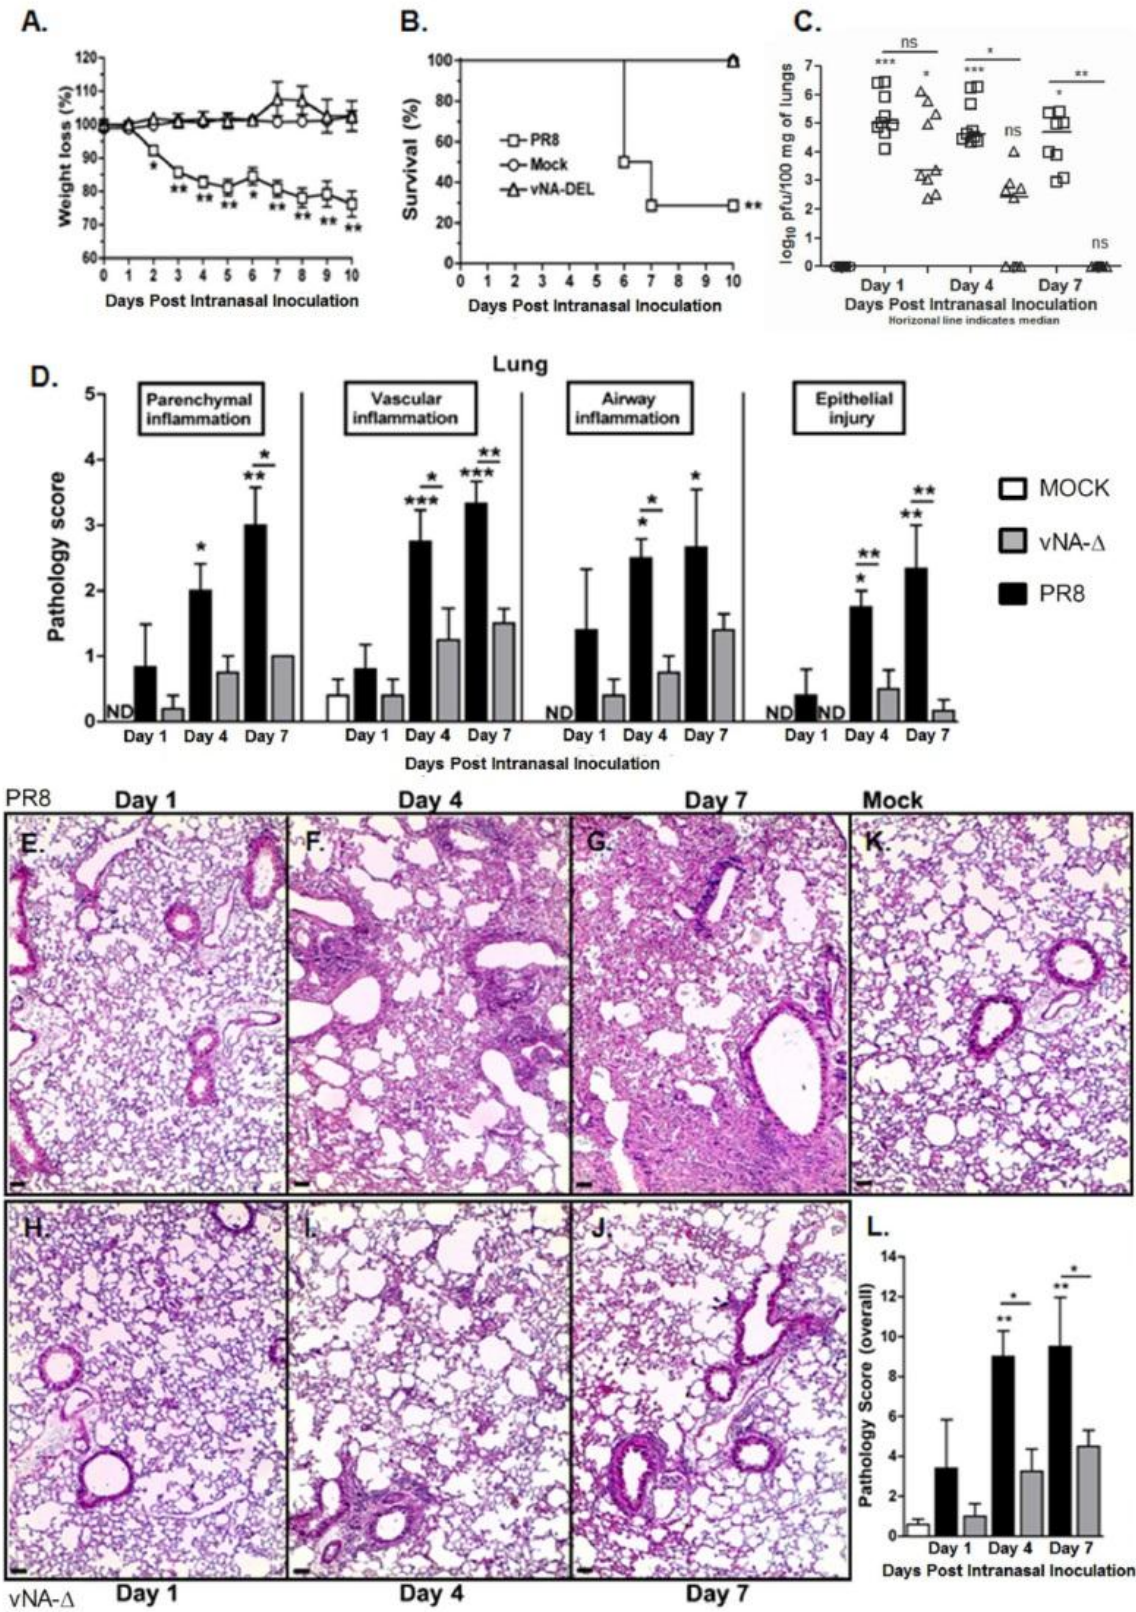 A.
120
110
100
90
80
70
60
Weight loss (%)
* ** ** ** * ** ** ** **
0 1 2 3 4 5 6 7 8 9 10
Days Post Intranasal Inoculation
B.
100
80
60
40
20
0
Survival (%)
PR8
Mock
vNA-DEL
**
0 1 2 3 4 5 6 7 8 9 10
Days Post Intranasal Inoculation
C.
7
6
5
4
3
2
1
0
log10 pfu/100 mg of lungs
ns * **
*** * *** ns * ns
Day 1 Day 4 Day 7
Days Post Intranasal Inoculation
Horizonal line indicates median
D.
Lung
5
4
3
2
1
0
Pathology score
Parenchymal
inflammation
Vascular
inflammation
Airway
inflammation
Epithelial
injury
* ** *
*** * *** **
* * *
* ** ** **
ND ND ND ND
Day 1 Day 4 Day 7 Day 1 Day 4 Day 7 Day 1 Day 4 Day 7 Day 1 Day 4 Day 7
Days Post Intranasal Inoculation
MOCK
vNA-Δ
PR8
PR8 Day 1 Day 4 Day 7 Mock
E. F. G. K.
H. I. J.
vNA-Δ Day 1 Day 4 Day 7
L.
14
12
10
8
6
4
2
0
Pathology Score (overall)
** * ** *
Day 1 Day 4 Day 7
Days Post Intranasal Inoculation